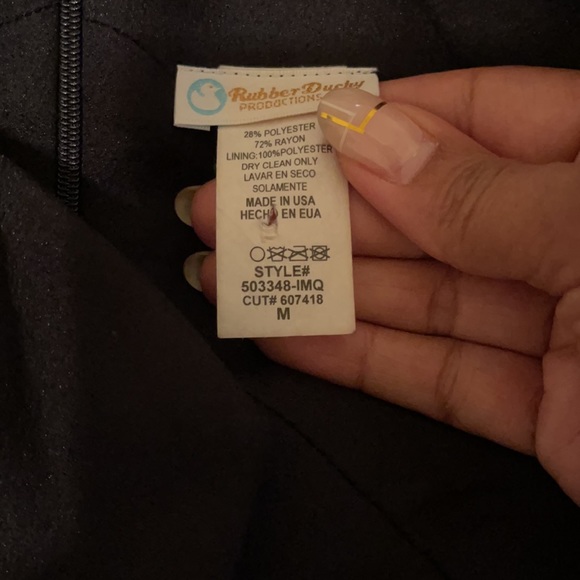 Rubber Ducky
PRODUCTIONS
28% POLYESTER
72% RAYON
LINING:100%POLYESTER
DRY CLEAN ONLY
LAVAR EN SECO
SOLAMENTE
MADE IN USA
HECHO EN EUA
STYLE#
503348-IMQ
CUT# 607418
M